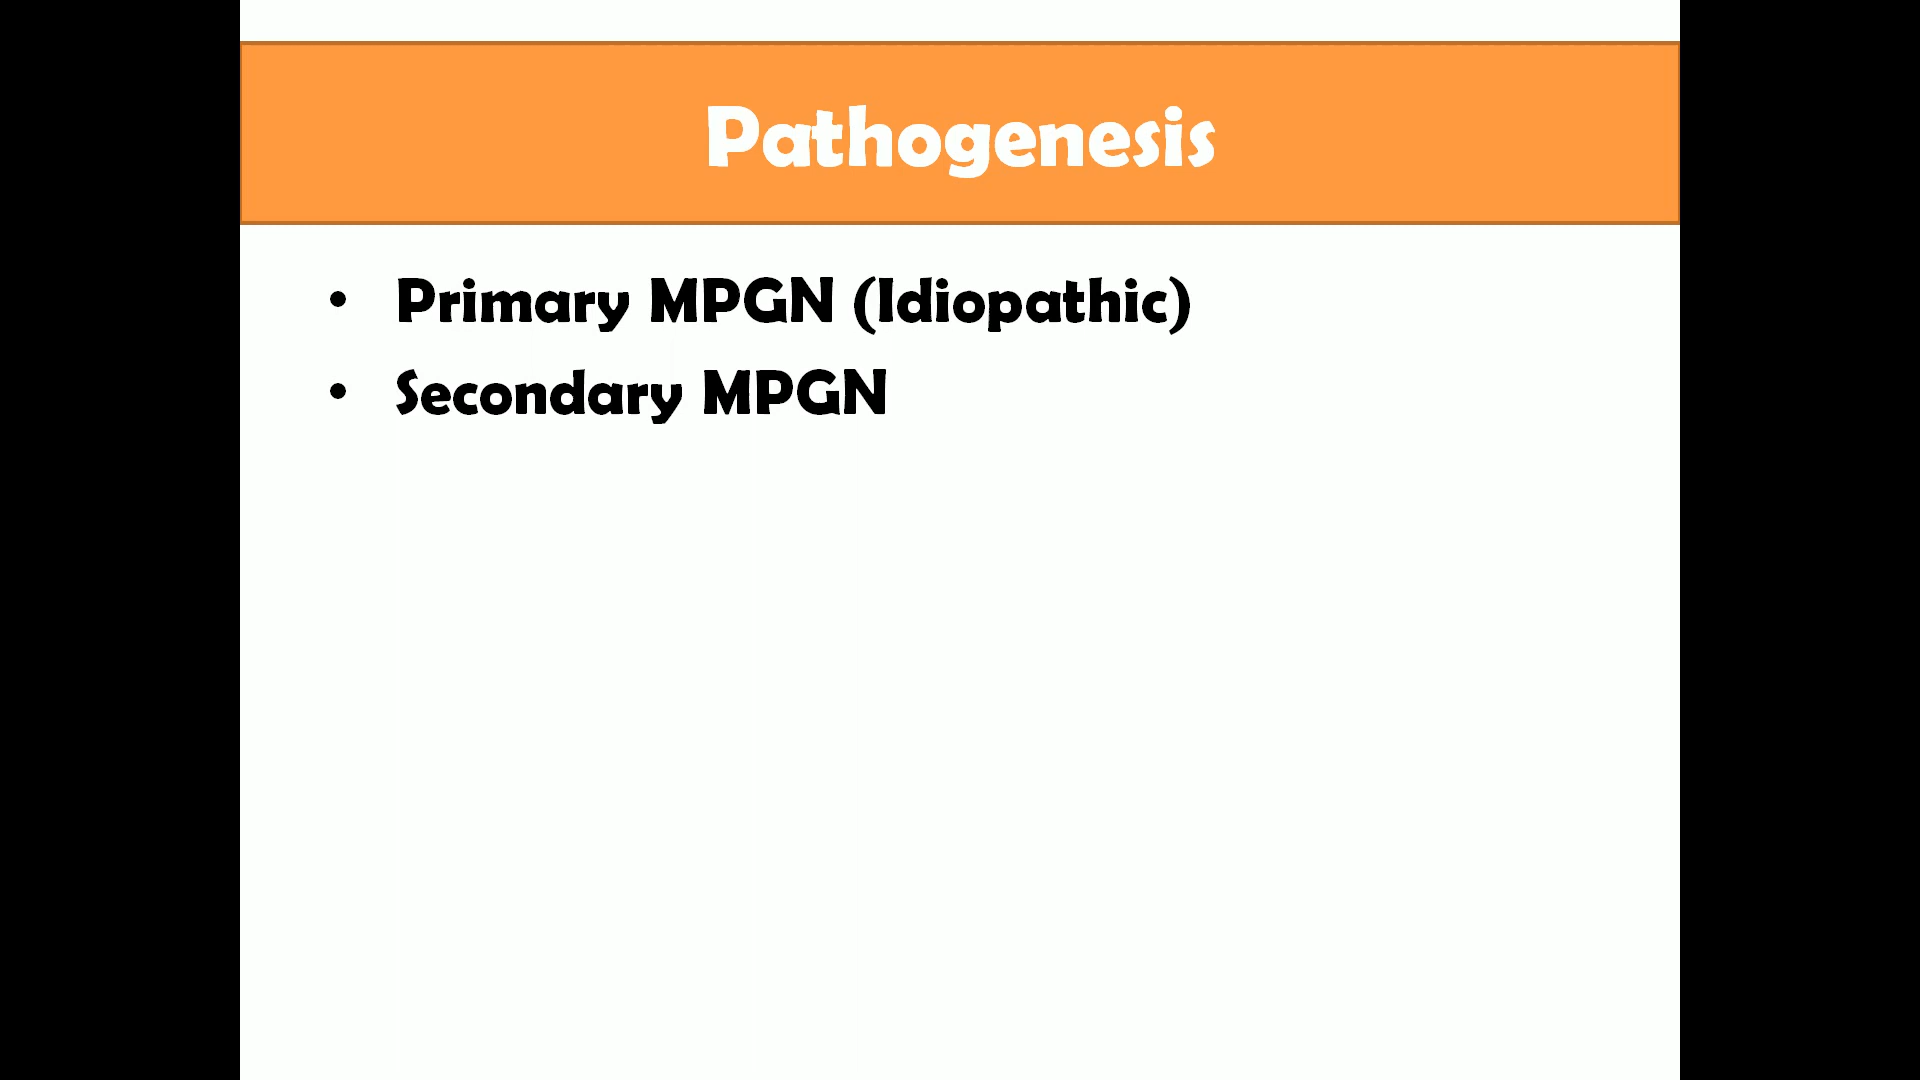 Pathogenesis
• Primary MPGN (Idiopathic)
• Secondary MPGN